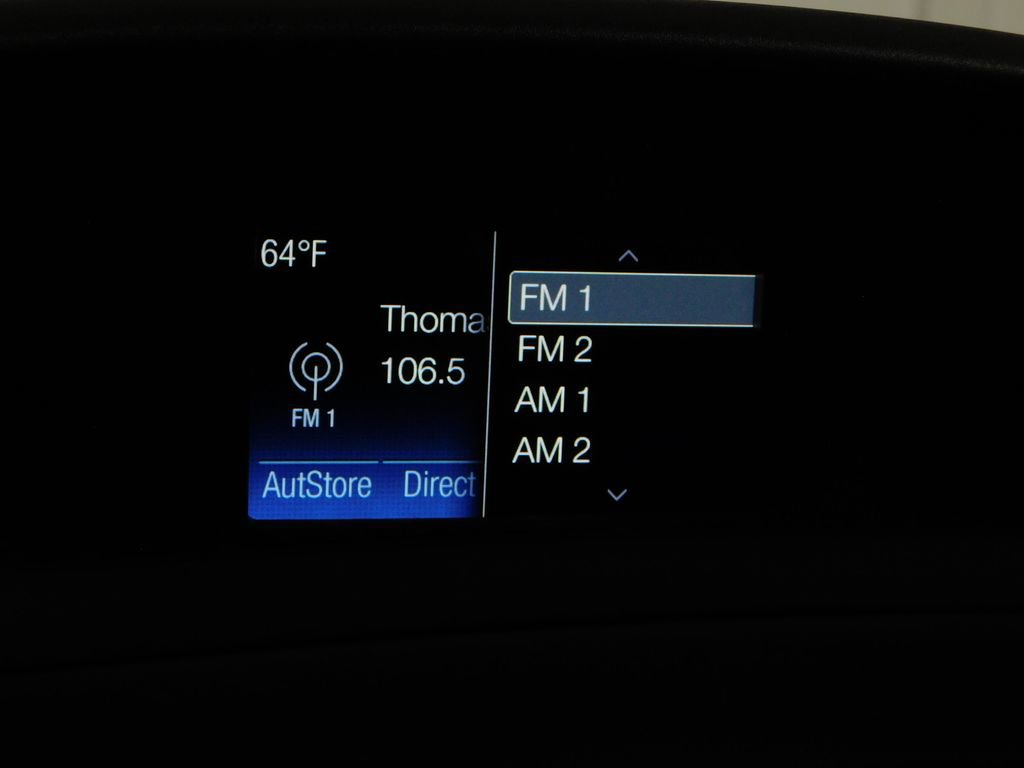 64°F
Thoma
106.5
FM 1
AutStore Direct
FM 1
FM 2
AM 1
AM 2